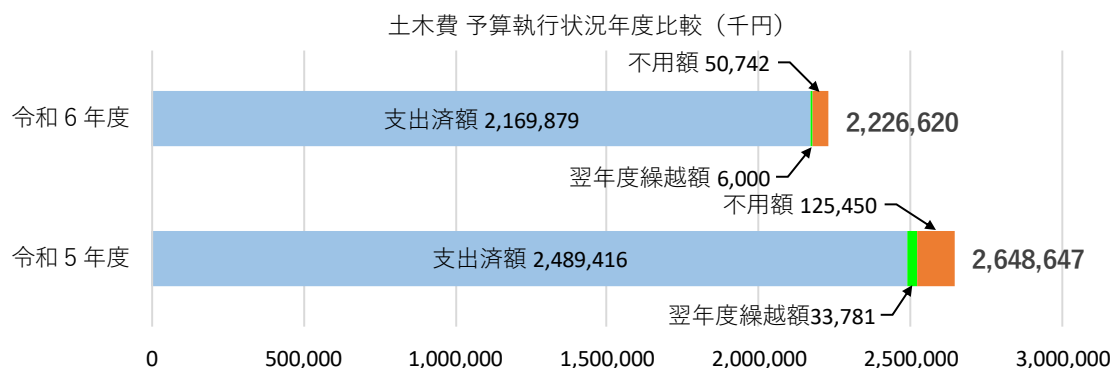 土木費 予算執行状況年度比較（千円）
不用額 50,742
令和６年度
支出済額 2,169,879
2,226,620
翌年度繰越額 6,000
不用額 125,450
令和５年度
支出済額 2,489,416
2,648,647
翌年度繰越額33,781
0 500,000 1,000,000 1,500,000 2,000,000 2,500,000 3,000,000